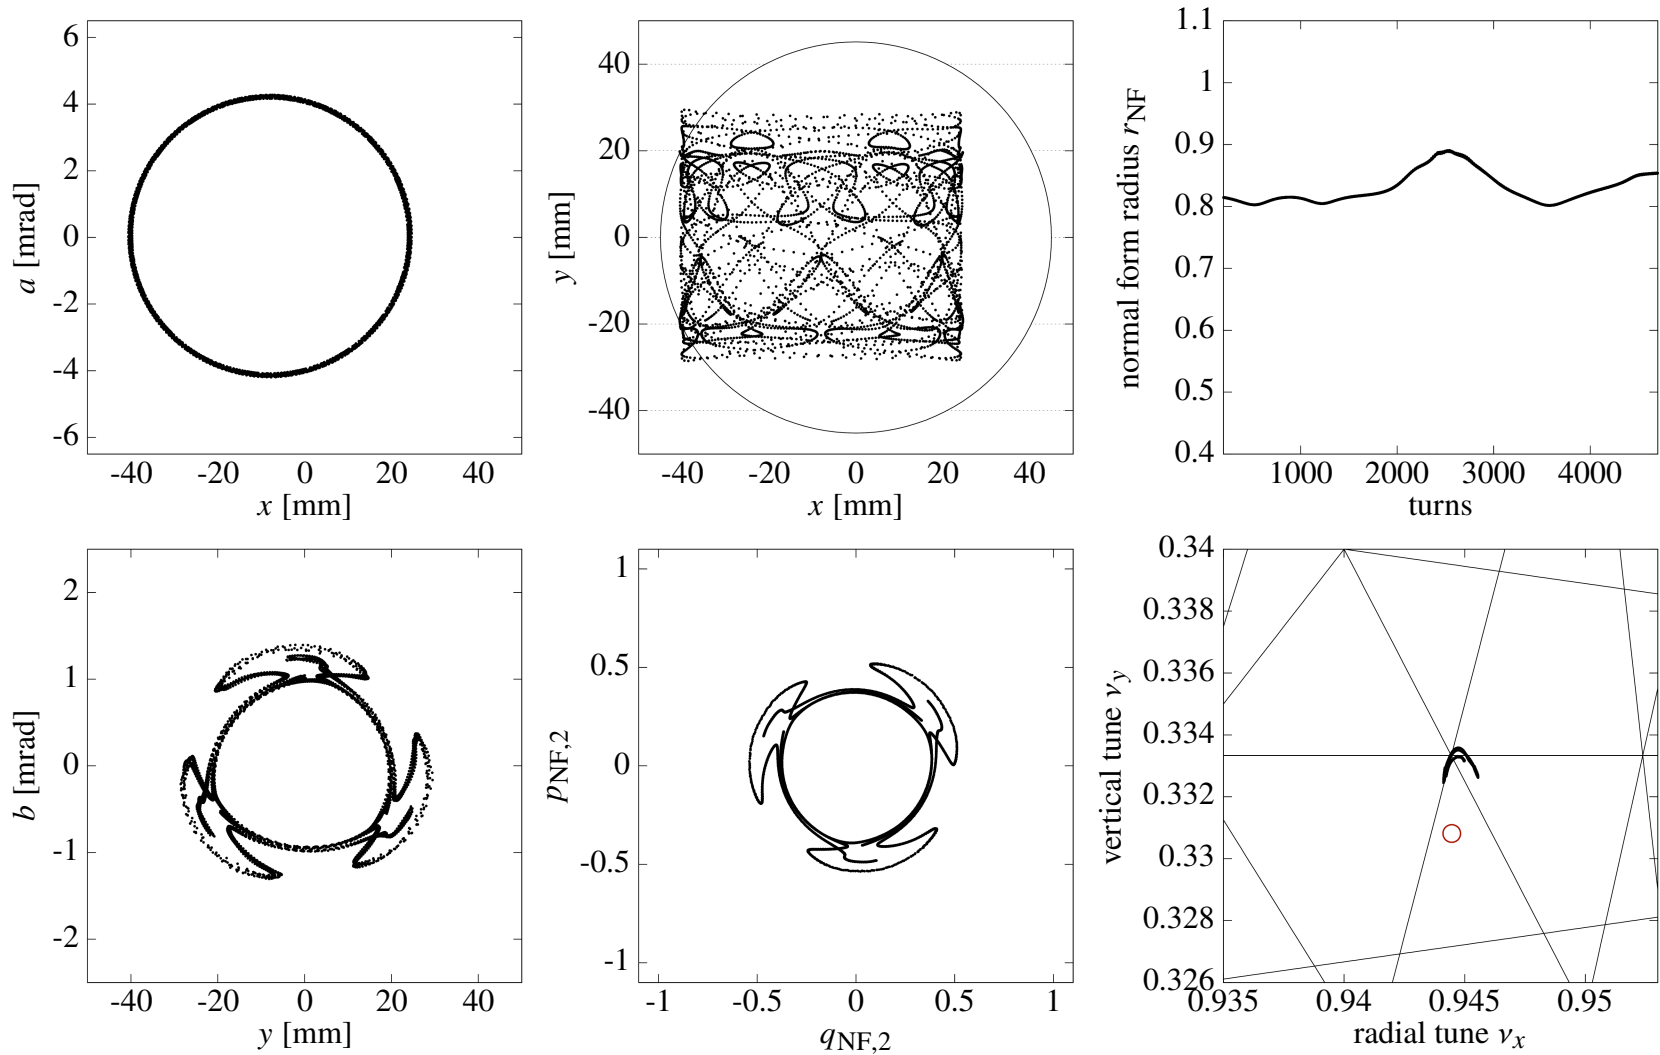 6
4
2
0
-2
-4
-6
a [mrad]
-40 -20 0 20 40
x [mm]
40
20
0
-20
-40
y [mm]
-40 -20 0 20 40
x [mm]
1.1
1
0.9
0.8
0.7
0.6
0.5
0.4
normal form radius rNF
1000 2000 3000 4000
turns
2
1
0
-1
-2
b [mrad]
-40 -20 0 20 40
y [mm]
1
0.5
0
-0.5
-1
pNF,2
-1 -0.5 0 0.5 1
qNF,2
0.34
0.338
0.336
0.334
0.332
0.33
0.328
0.326
vertical tune νy
0.935 0.94 0.945 0.95
radial tune νx